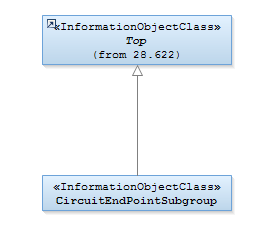 «InformationObjectClass»
Top
(from 28.622)
«InformationObjectClass»
CircuitEndPointSubgroup